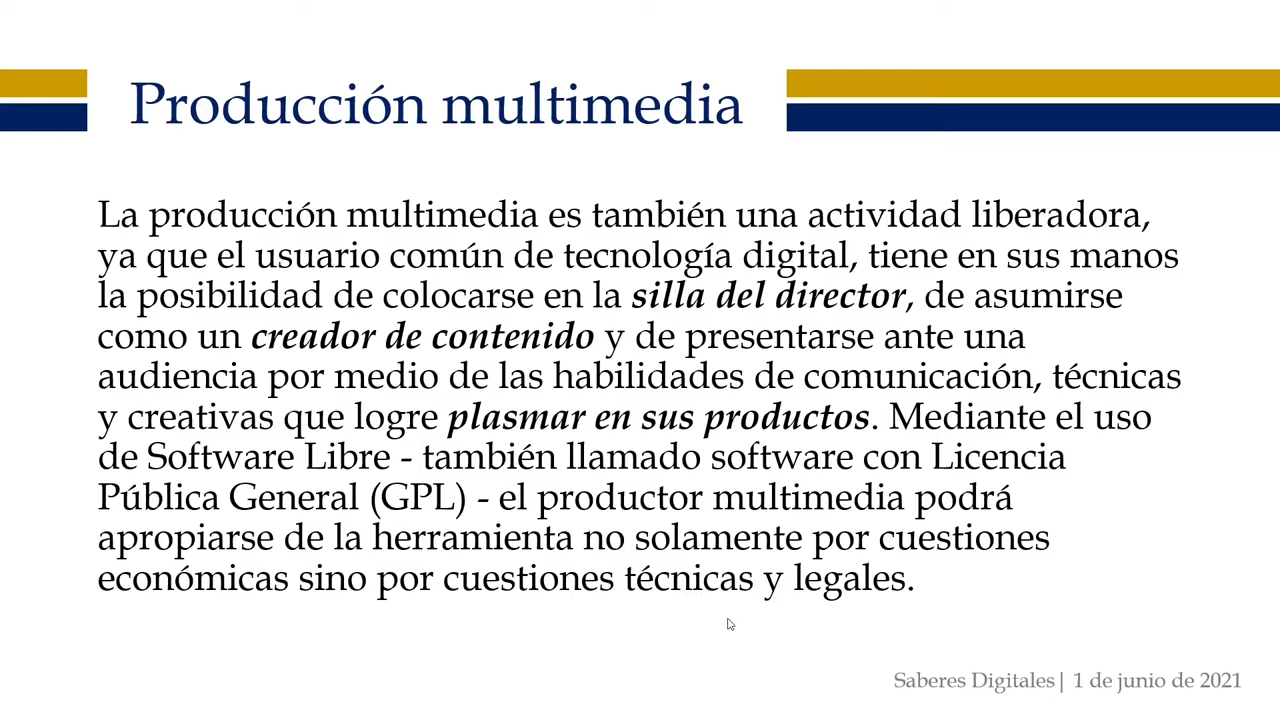 Producción multimedia
La producción multimedia es también una actividad liberadora,
ya que el usuario común de tecnología digital, tiene en sus manos
la posibilidad de colocarse en la silla del director, de asumirse
como un creador de contenido y de presentarse ante una
audiencia por medio de las habilidades de comunicación, técnicas
y creativas que logre plasmar en sus productos. Mediante el uso
de Software Libre - también llamado software con Licencia
Pública General (GPL) - el productor multimedia podrá
apropiarse de la herramienta no solamente por cuestiones
económicas sino por cuestiones técnicas y legales.
Saberes Digitales| 1 de junio de 2021